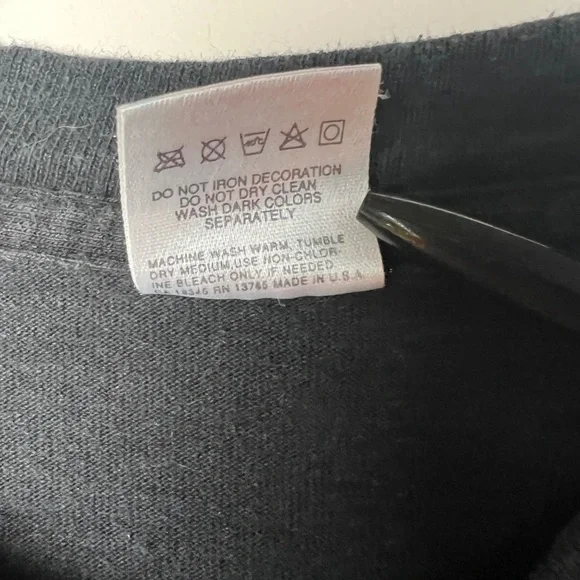 DO NOT IRON DECORATION
DO NOT DRY CLEAN
WASH DARK COLORS
SEPARATELY
MACHINE WASH WARM, TUMBLE
DRY MEDIUM, USE NON-CHLOR-
INE BLEACH ONLY IF NEEDED.
RN 13765 MADE IN U.S.A.